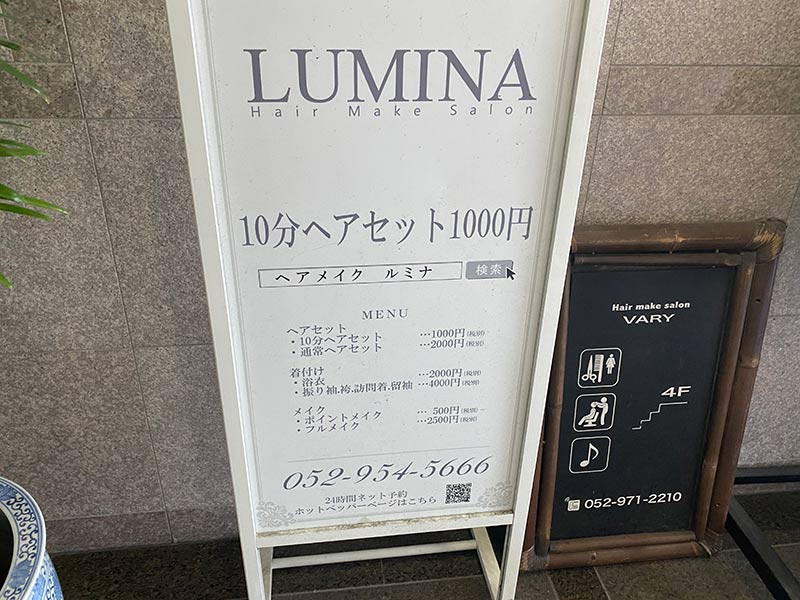 LUMINA
Hair Make Salon
10分ヘアセット1000円
ヘアメイク ルミナ 検索
MENU
ヘアセット
・10分ヘアセット …1000円(税別)
・通常ヘアセット …2000円(税別)
着付け
・浴衣 …2000円(税別)
・振り袖.袴.訪問着.留袖 …4000円(税別)
メイク
・ポイントメイク … 500円(税別)~
・フルメイク …2500円(税別)
052-954-5666
24時間ネット予約
ホットペッパーページはこちら
Hair make salon
VARY
4F
052-971-2210